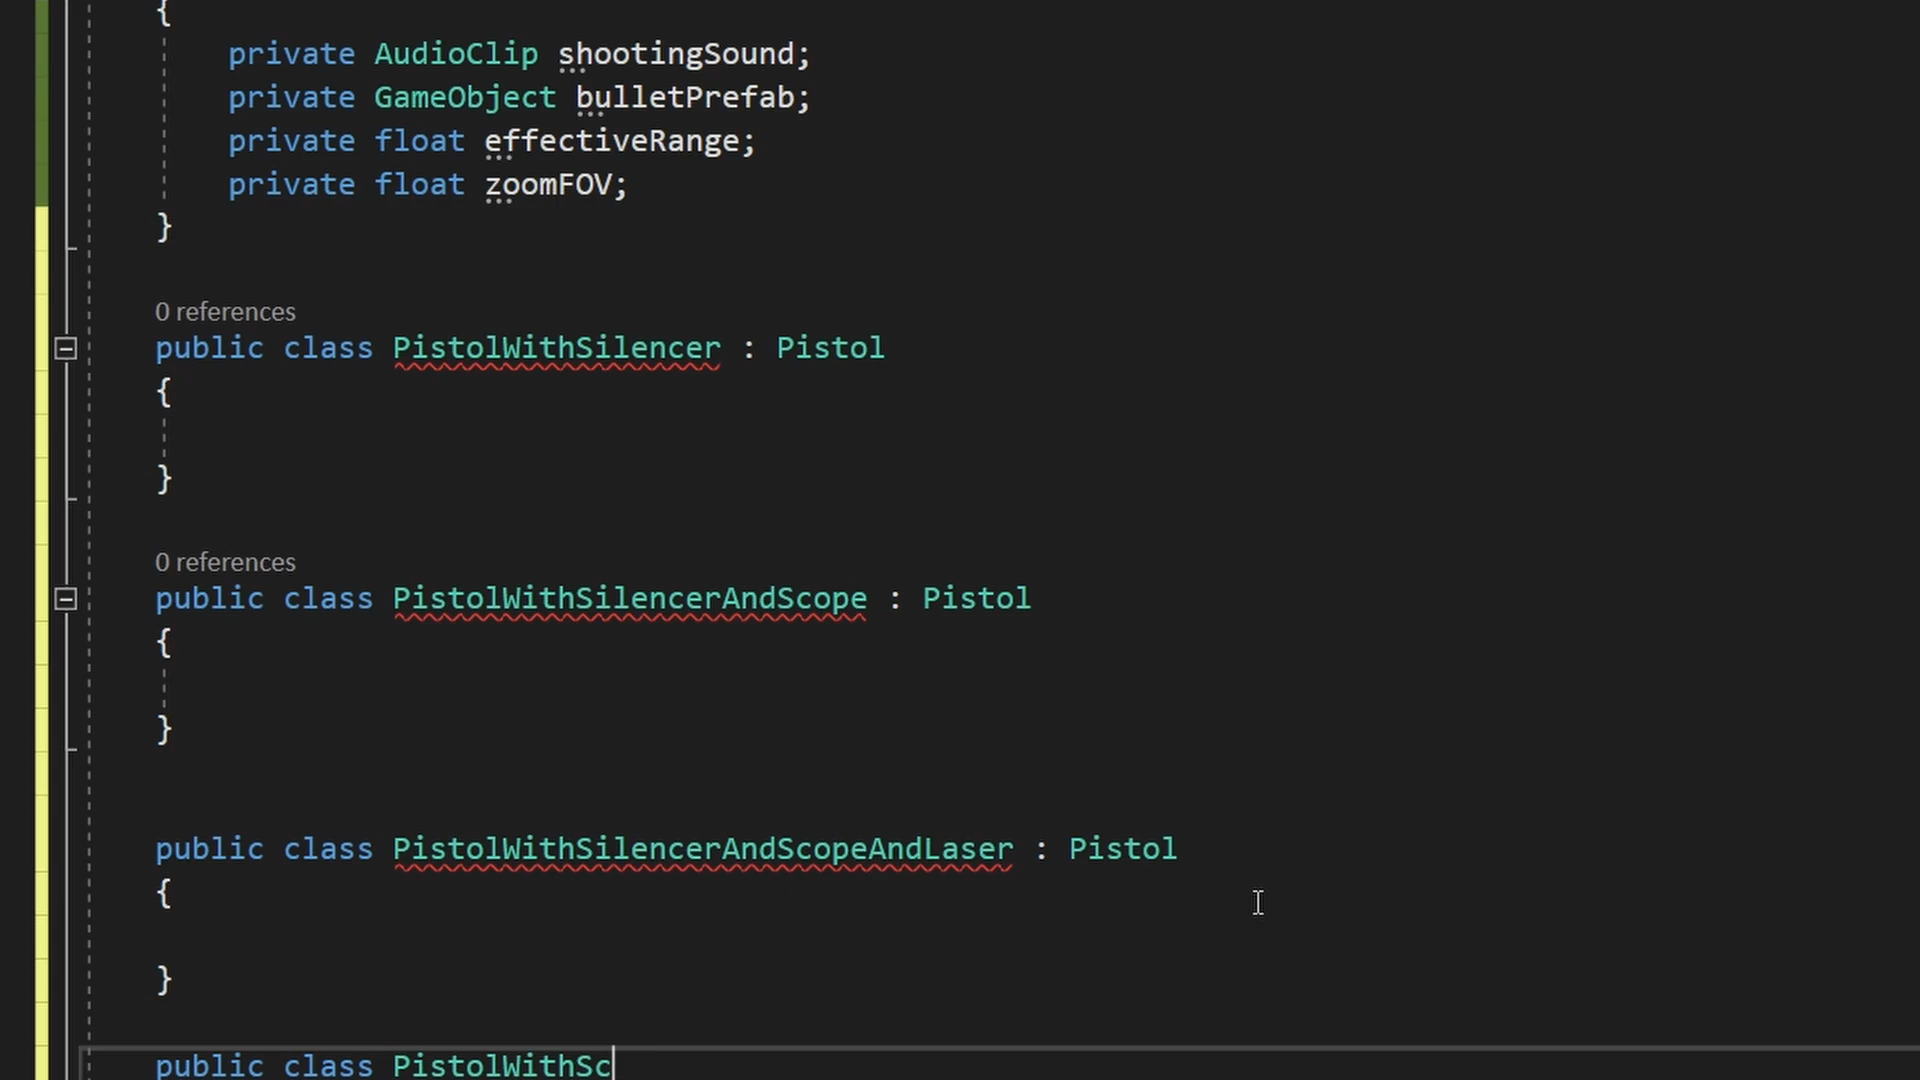 {
private AudioClip shootingSound;
private GameObject bulletPrefab;
private float effectiveRange;
private float zoomFOV;
}
0 references
public class PistolWithSilencer : Pistol
{
}
0 references
public class PistolWithSilencerAndScope : Pistol
{
}
public class PistolWithSilencerAndScopeAndLaser : Pistol
{
}
public class PistolWithSc